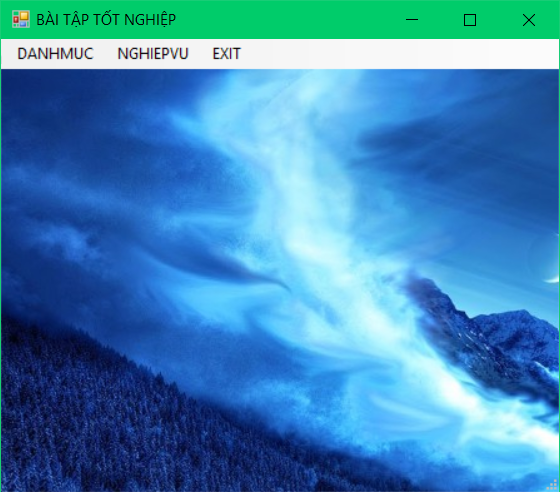 BÀI TẬP TỐT NGHIỆP
DANHMUC NGHIEPVU EXIT